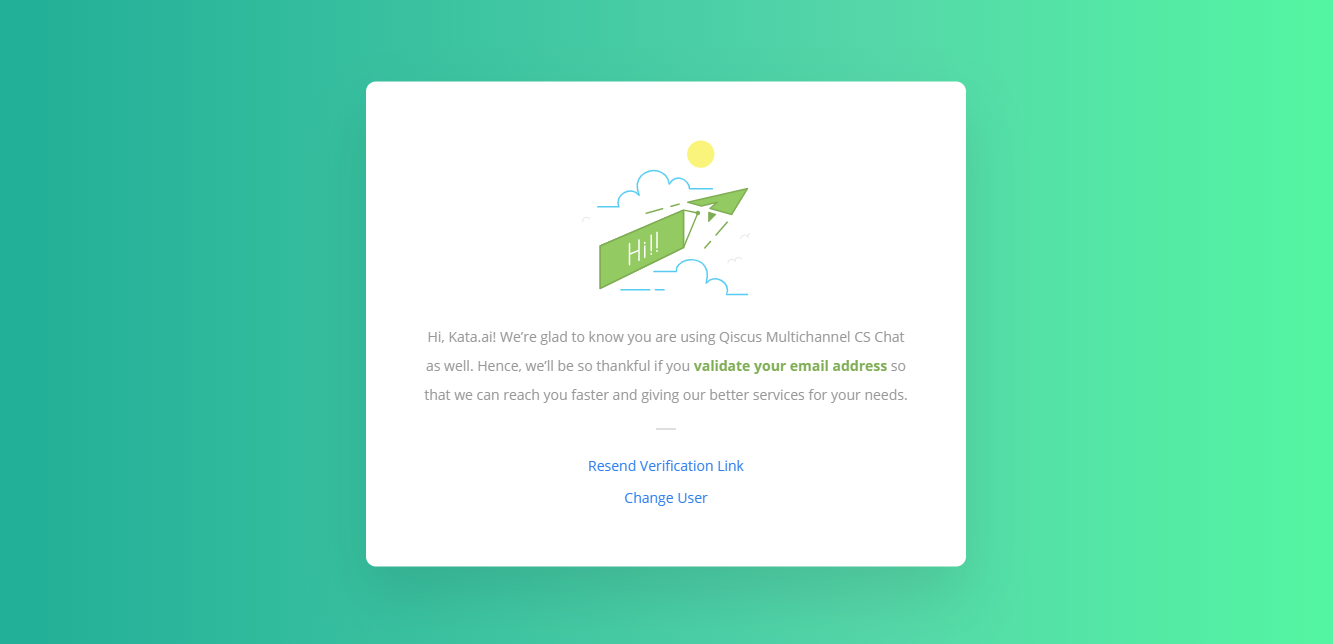 Hi!!
Hi, Kata.ai! We’re glad to know you are using Qiscus Multichannel CS Chat
as well. Hence, we’ll be so thankful if you validate your email address so
that we can reach you faster and giving our better services for your needs.
Resend Verification Link
Change User